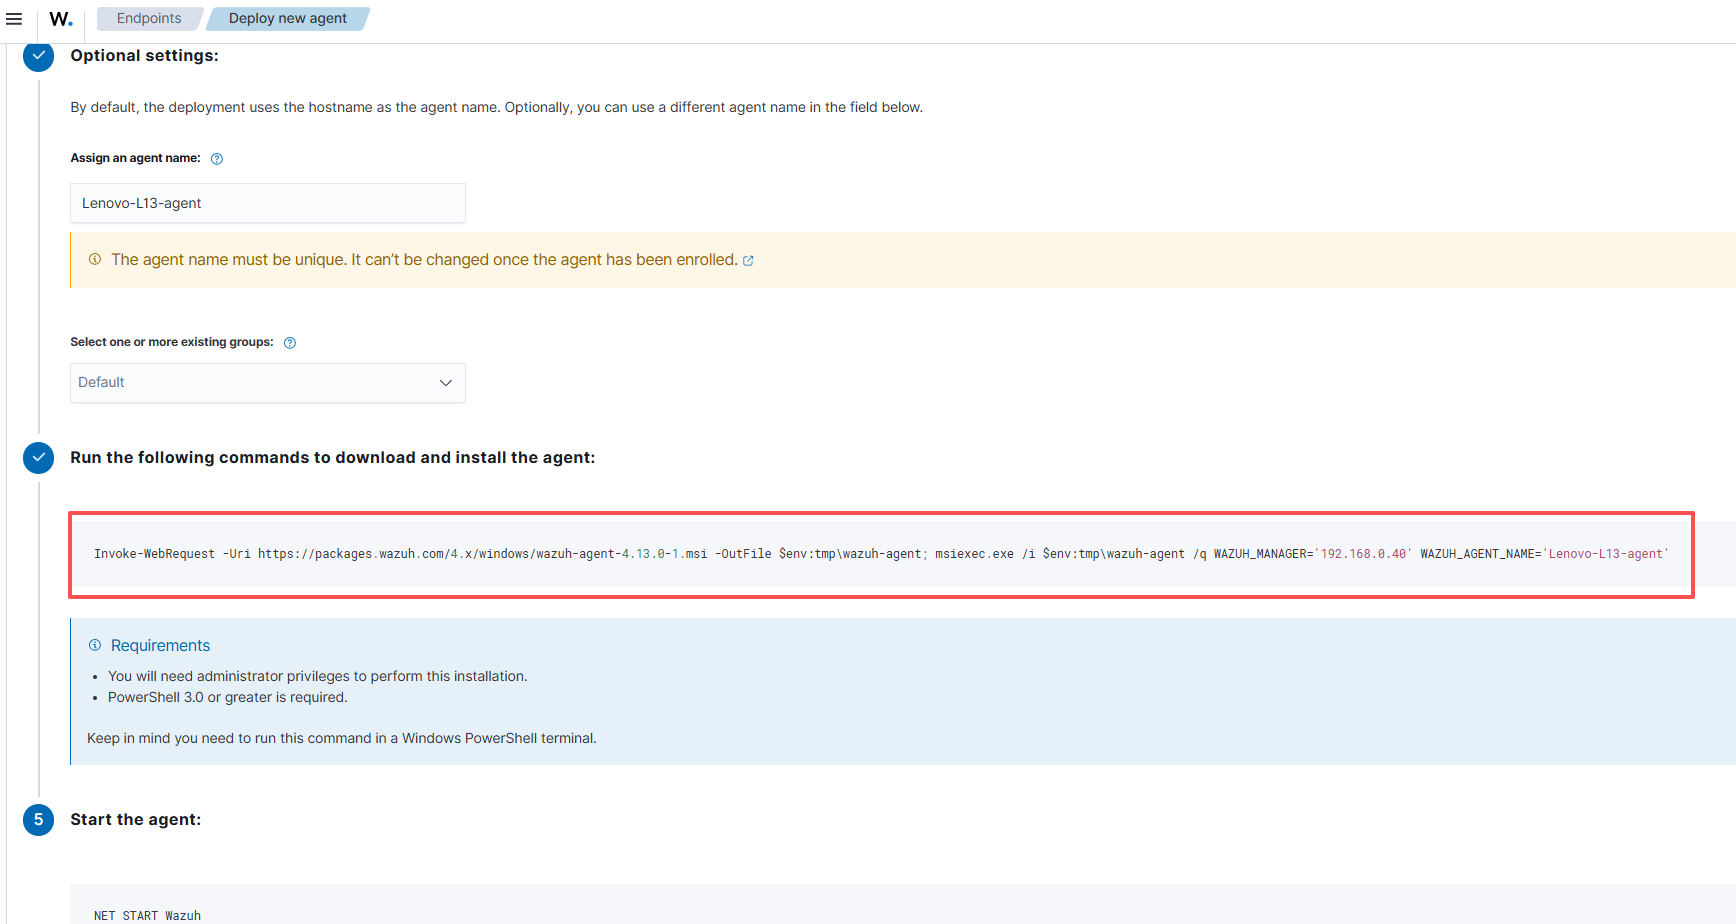 W.
Endpoints
Deploy new agent
Optional settings:
By default, the deployment uses the hostname as the agent name. Optionally, you can use a different agent name in the field below.
Assign an agent name:
Lenovo-L13-agent
The agent name must be unique. It can’t be changed once the agent has been enrolled.
Select one or more existing groups:
Default
Run the following commands to download and install the agent:
Invoke-WebRequest -Uri https://packages.wazuh.com/4.x/windows/wazuh-agent-4.13.0-1.msi -OutFile $env:tmp\wazuh-agent; msiexec.exe /i $env:tmp\wazuh-agent /q WAZUH_MANAGER='192.168.0.40' WAZUH_AGENT_NAME='Lenovo-L13-agent'
Requirements
• You will need administrator privileges to perform this installation.
• PowerShell 3.0 or greater is required.
Keep in mind you need to run this command in a Windows PowerShell terminal.
5
Start the agent:
NET START Wazuh